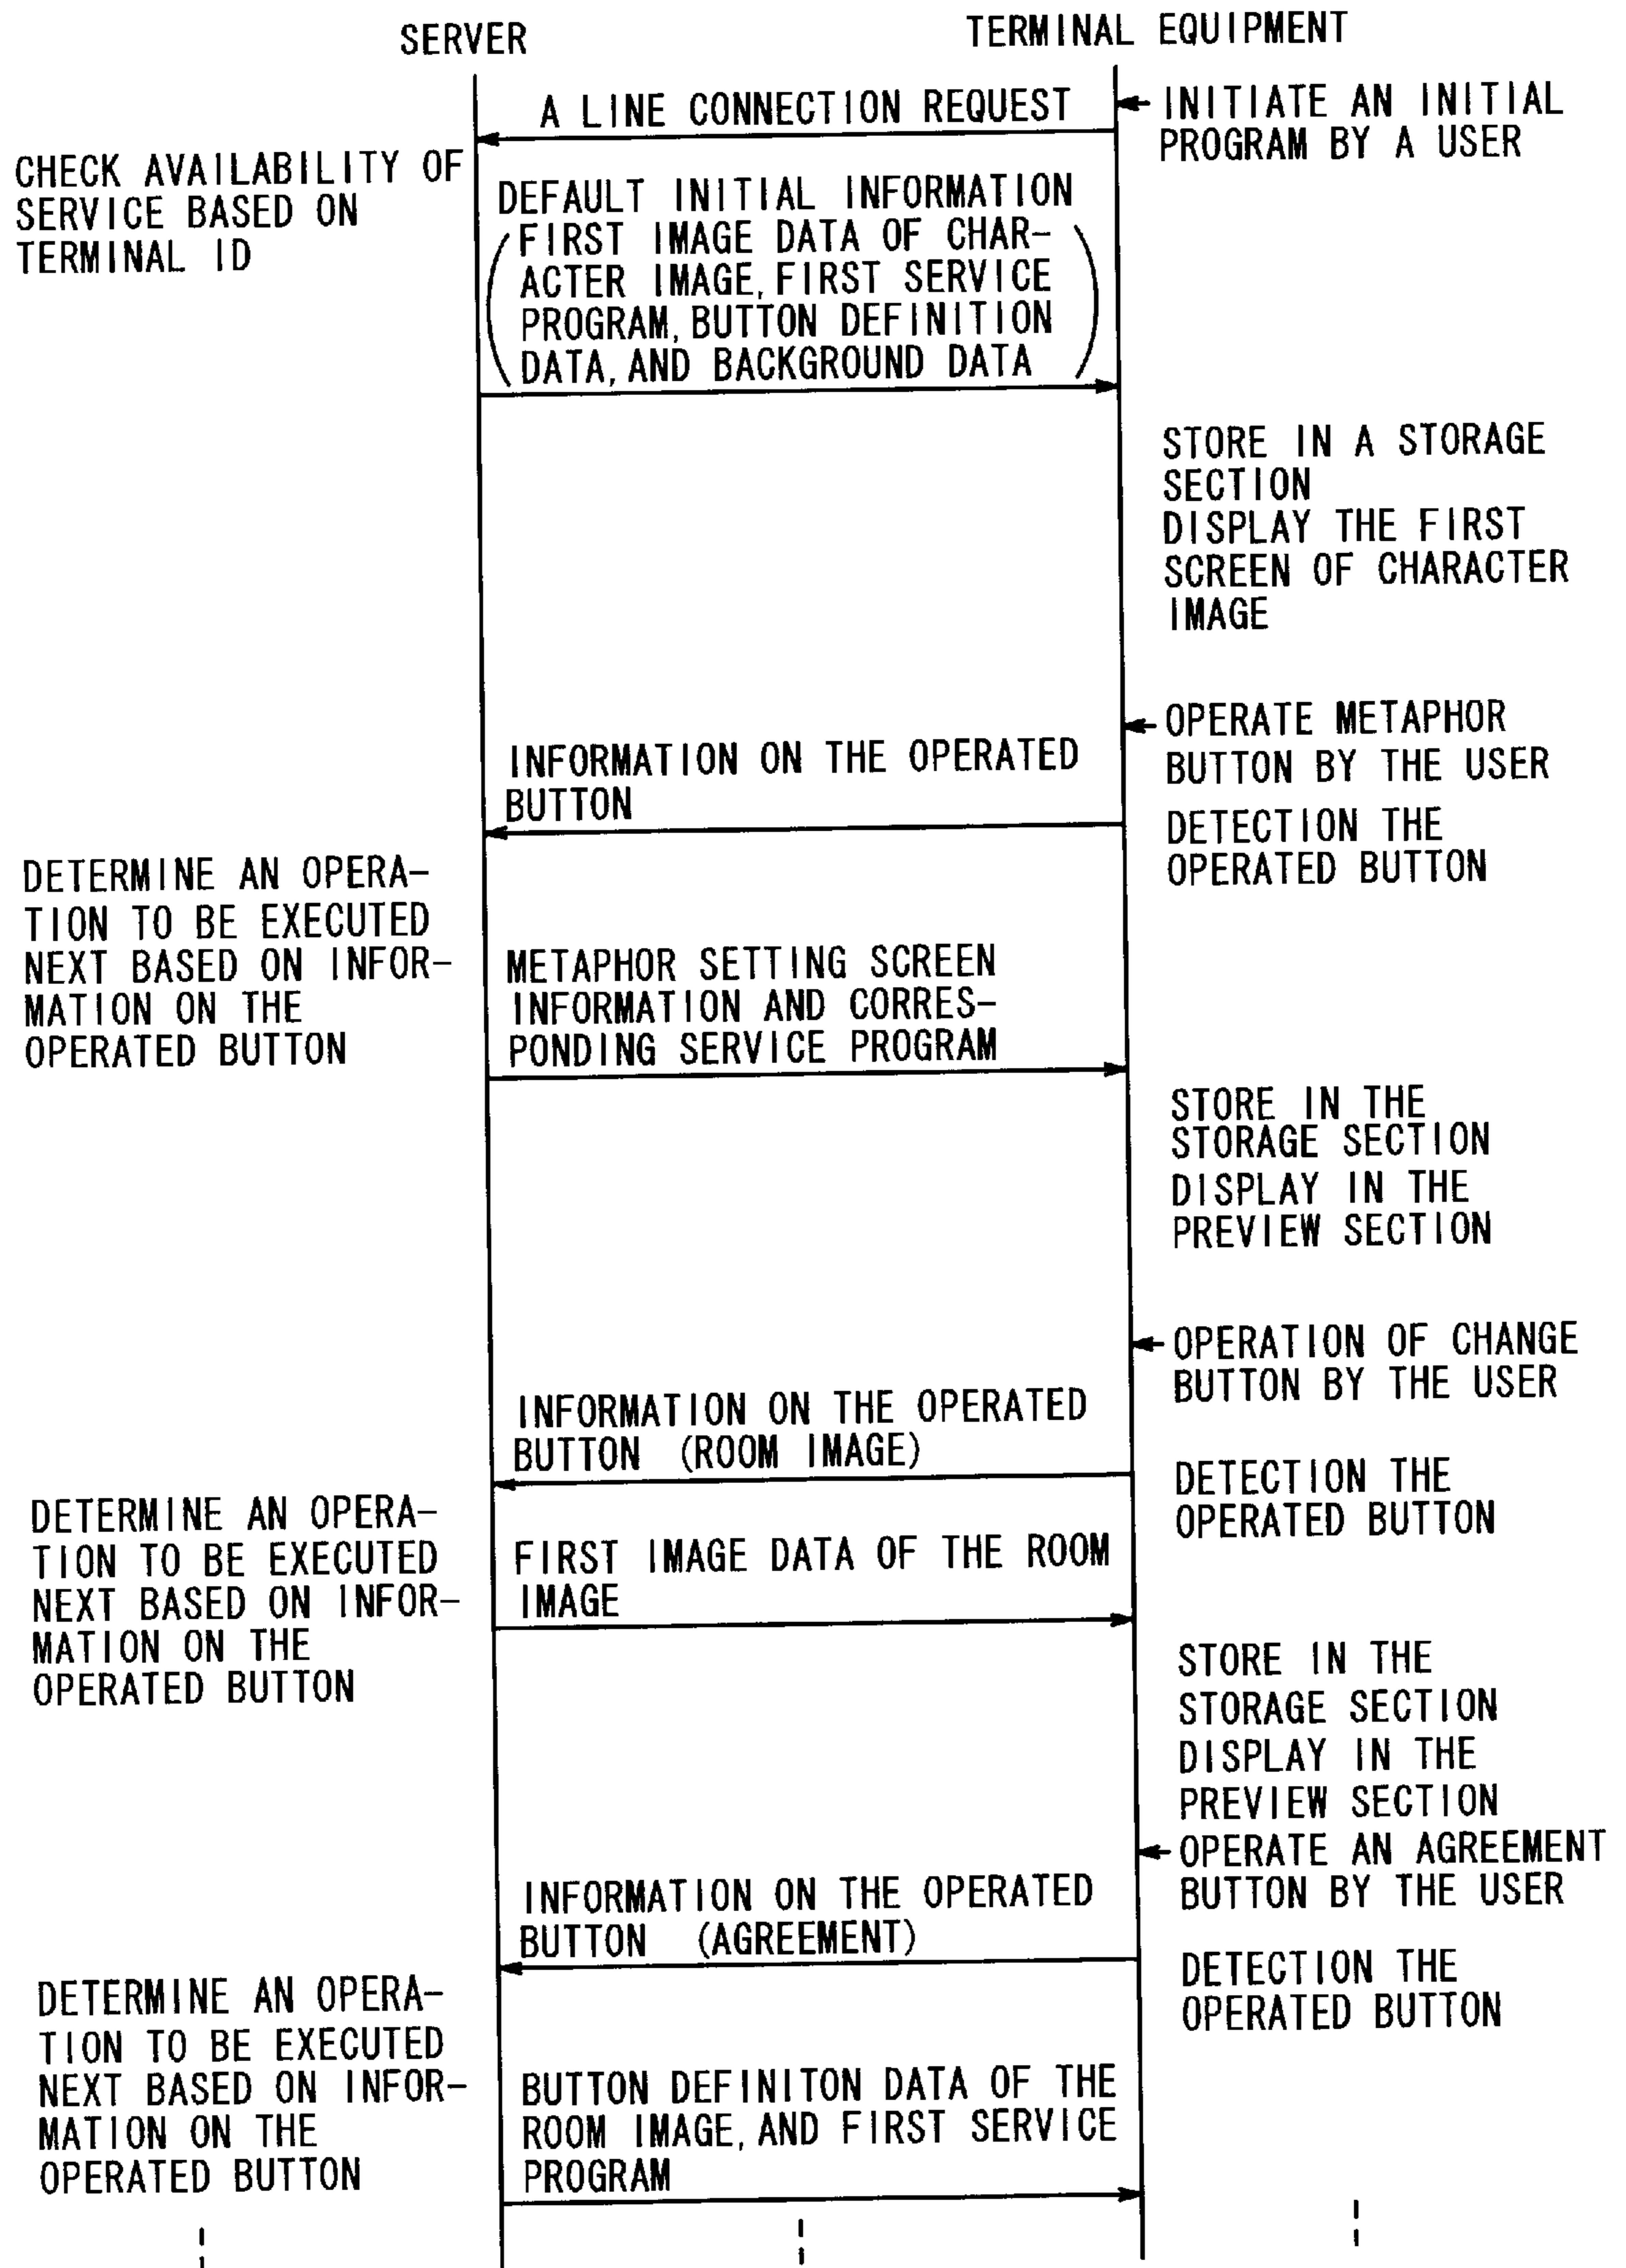 SERVER
TERMINAL EQUIPMENT
A LINE CONNECTION REQUEST
INITIATE AN INITIAL
PROGRAM BY A USER
CHECK AVAILABILITY OF
SERVICE BASED ON
TERMINAL ID
DEFAULT INITIAL INFORMATION
FIRST IMAGE DATA OF CHAR-
ACTER IMAGE, FIRST SERVICE
PROGRAM, BUTTON DEFINITION
DATA, AND BACKGROUND DATA
STORE IN A STORAGE
SECTION
DISPLAY THE FIRST
SCREEN OF CHARACTER
IMAGE
OPERATE METAPHOR
BUTTON BY THE USER
INFORMATION ON THE OPERATED
BUTTON
DETECTION THE
OPERATED BUTTON
DETERMINE AN OPERA-
TION TO BE EXECUTED
NEXT BASED ON INFOR-
MATION ON THE
OPERATED BUTTON
METAPHOR SETTING SCREEN
INFORMATION AND CORRES-
PONDING SERVICE PROGRAM
STORE IN THE
STORAGE SECTION
DISPLAY IN THE
PREVIEW SECTION
OPERATION OF CHANGE
BUTTON BY THE USER
INFORMATION ON THE OPERATED
BUTTON (ROOM IMAGE)
DETECTION THE
OPERATED BUTTON
DETERMINE AN OPERA-
TION TO BE EXECUTED
NEXT BASED ON INFOR-
MATION ON THE
OPERATED BUTTON
FIRST IMAGE DATA OF THE ROOM
IMAGE
STORE IN THE
STORAGE SECTION
DISPLAY IN THE
PREVIEW SECTION
OPERATE AN AGREEMENT
BUTTON BY THE USER
INFORMATION ON THE OPERATED
BUTTON (AGREEMENT)
DETECTION THE
OPERATED BUTTON
DETERMINE AN OPERA-
TION TO BE EXECUTED
NEXT BASED ON INFOR-
MATION ON THE
OPERATED BUTTON
BUTTON DEFINITON DATA OF THE
ROOM IMAGE, AND FIRST SERVICE
PROGRAM